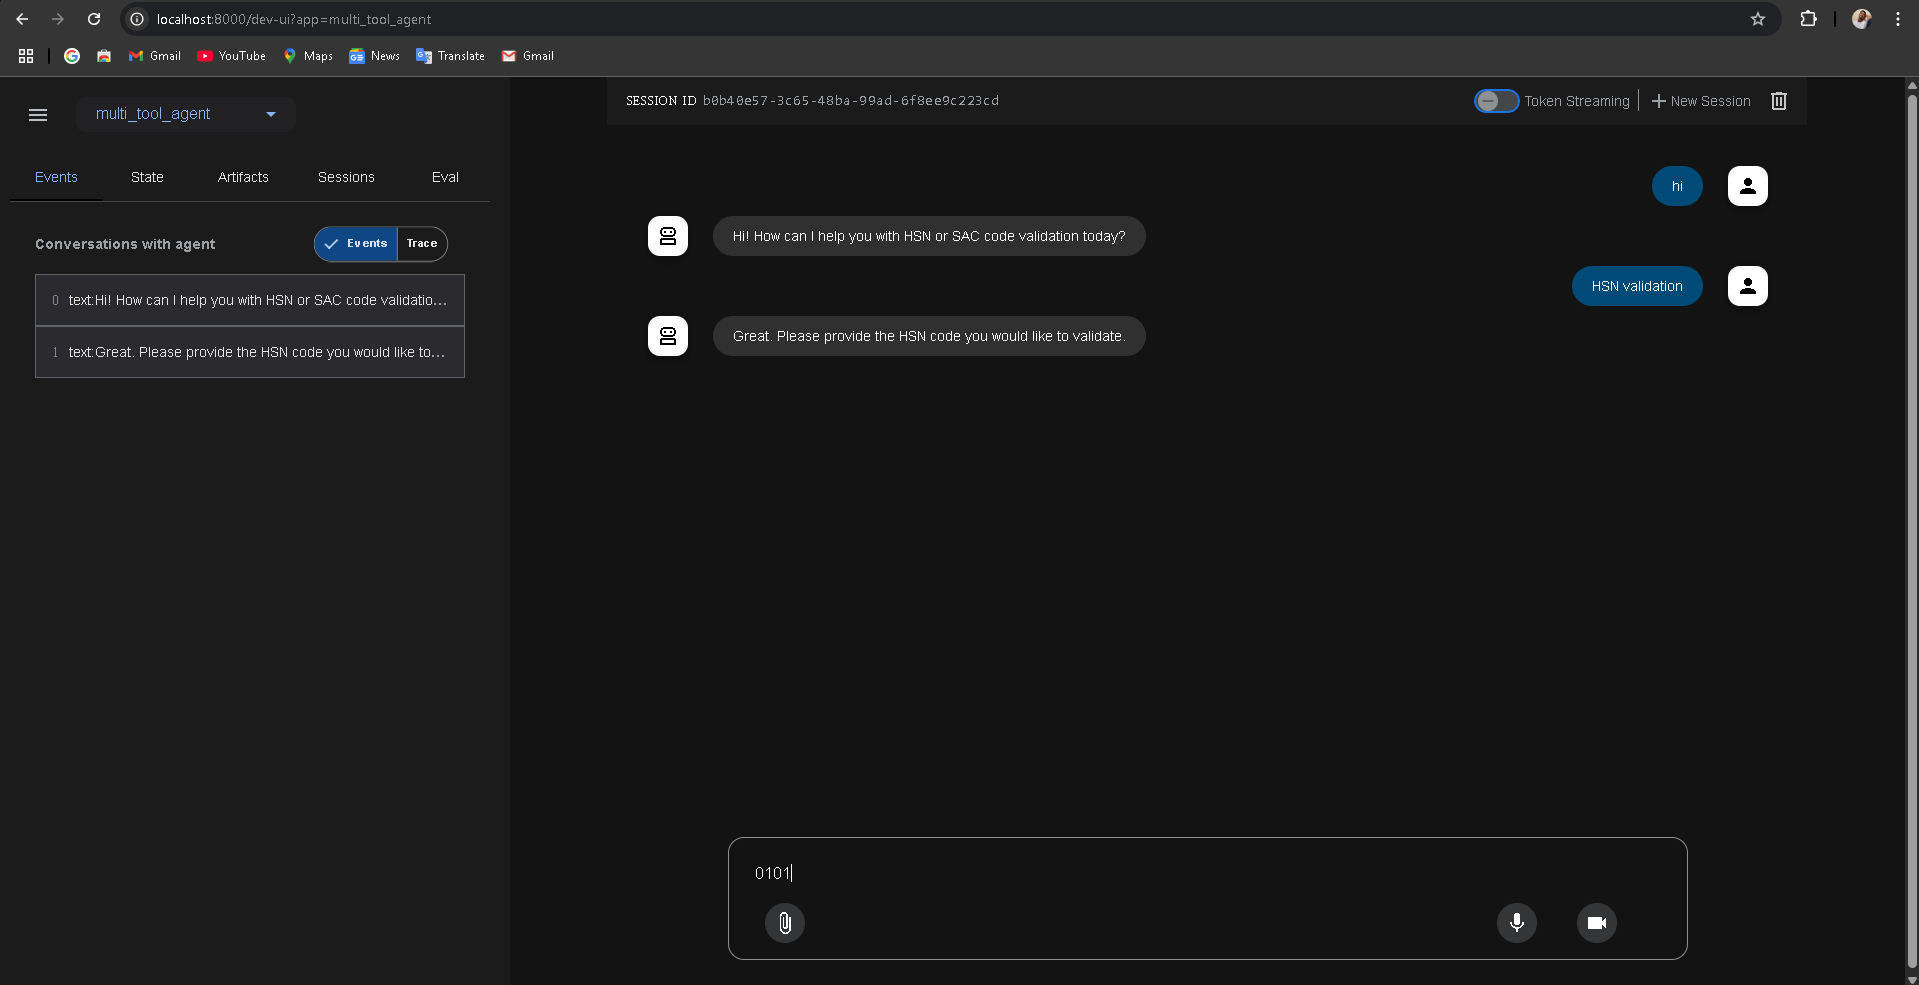 localhost:8000/dev-ui?app=multi_tool_agent
Gmail YouTube Maps News Translate Gmail
multi_tool_agent
Events State Artifacts Sessions Eval
Conversations with agent Events Trace
0 text:Hi! How can I help you with HSN or SAC code validatio...
1 text:Great. Please provide the HSN code you would like to...
SESSION ID b0b40e57-3c65-48ba-99ad-6f8ee9c223cd Token Streaming New Session
hi
Hi! How can I help you with HSN or SAC code validation today?
HSN validation
Great. Please provide the HSN code you would like to validate.
0101